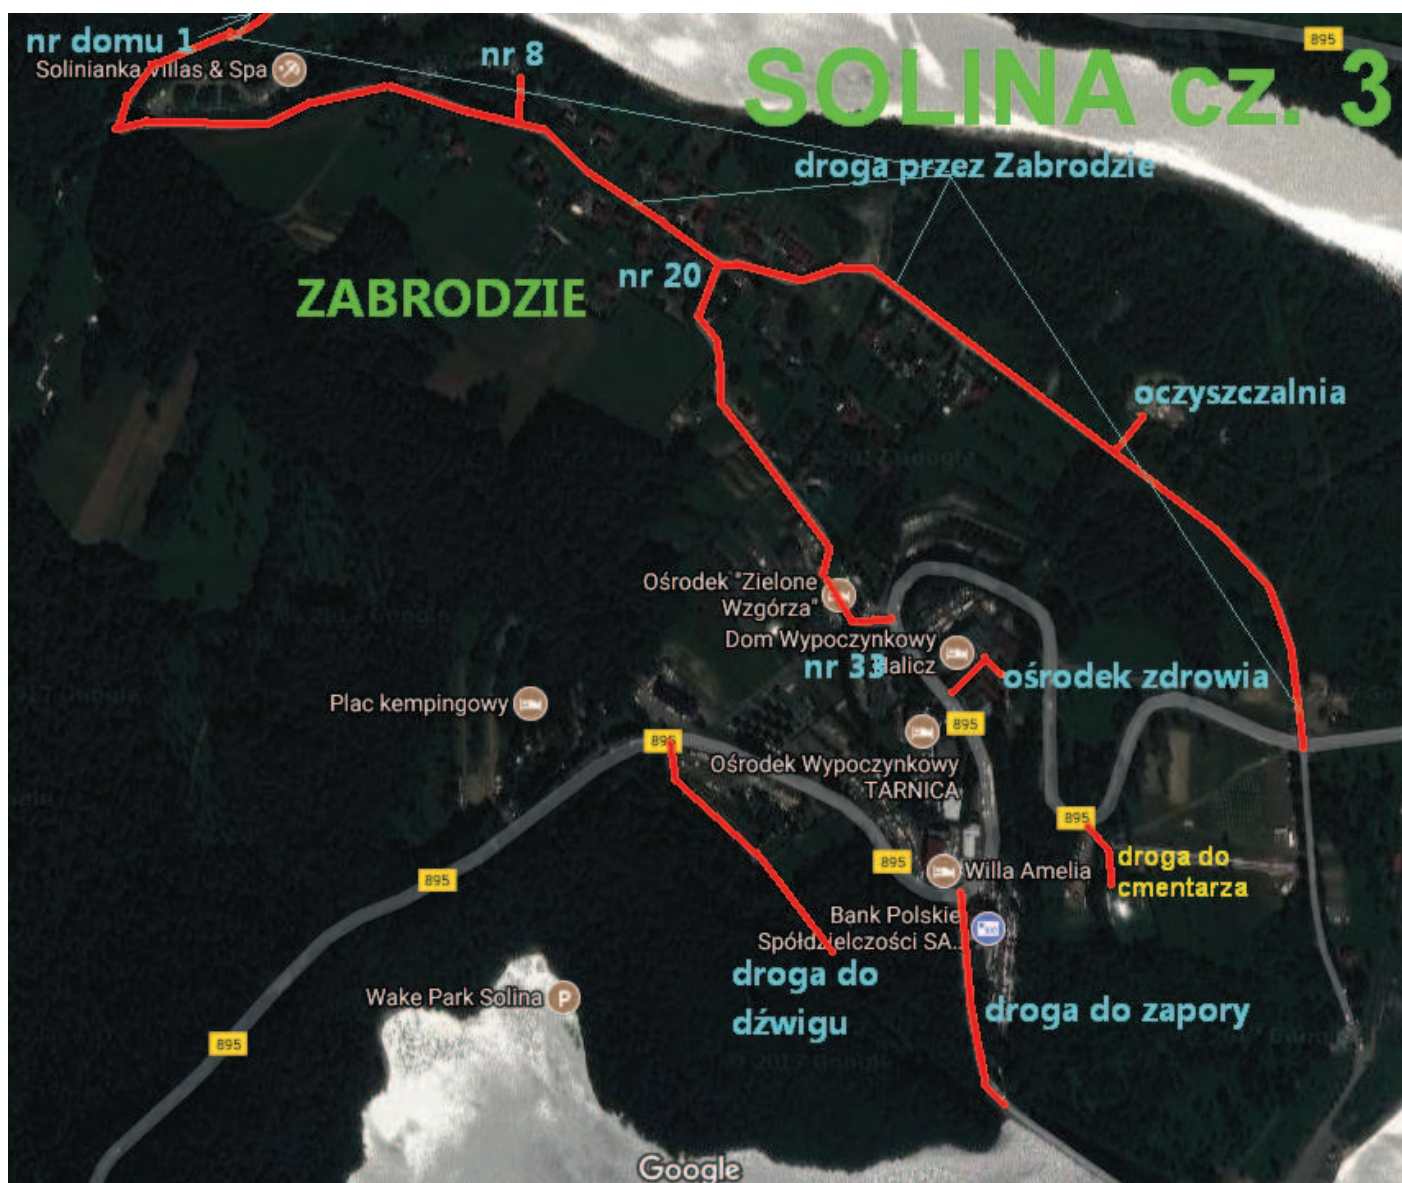 895
nr domu 1
Solinianka Villas & Spa
nr 8
SOLINA cz. 3
droga przez Zabrodzie
nr 20
ZABRODZIE
oczyszczalnia
Ośrodek "Zielone
Wzgórza"
Dom Wypoczynkowy
Halicz
nr 33
ośrodek zdrowia
Plac kempingowy
895
895
Ośrodek Wypoczynkowy
TARNICA
895
droga do
cmentarza
895
895
Willa Amelia
Bank Polskiej
Spółdzielczości SA..
droga do
dźwigu
Wake Park Solina
P
droga do zapory
895
Google